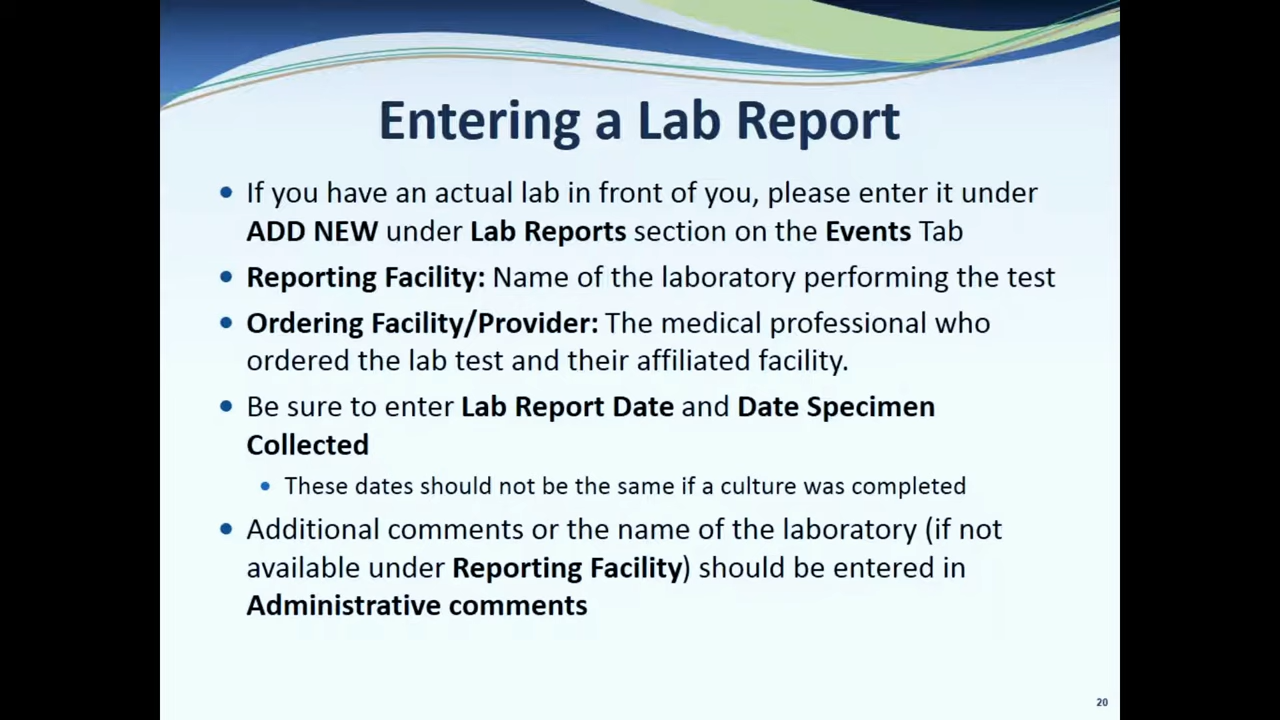 Entering a Lab Report
• If you have an actual lab in front of you, please enter it under
ADD NEW under Lab Reports section on the Events Tab
• Reporting Facility: Name of the laboratory performing the test
• Ordering Facility/Provider: The medical professional who
ordered the lab test and their affiliated facility.
• Be sure to enter Lab Report Date and Date Specimen
Collected
• These dates should not be the same if a culture was completed
• Additional comments or the name of the laboratory (if not
available under Reporting Facility) should be entered in
Administrative comments
20